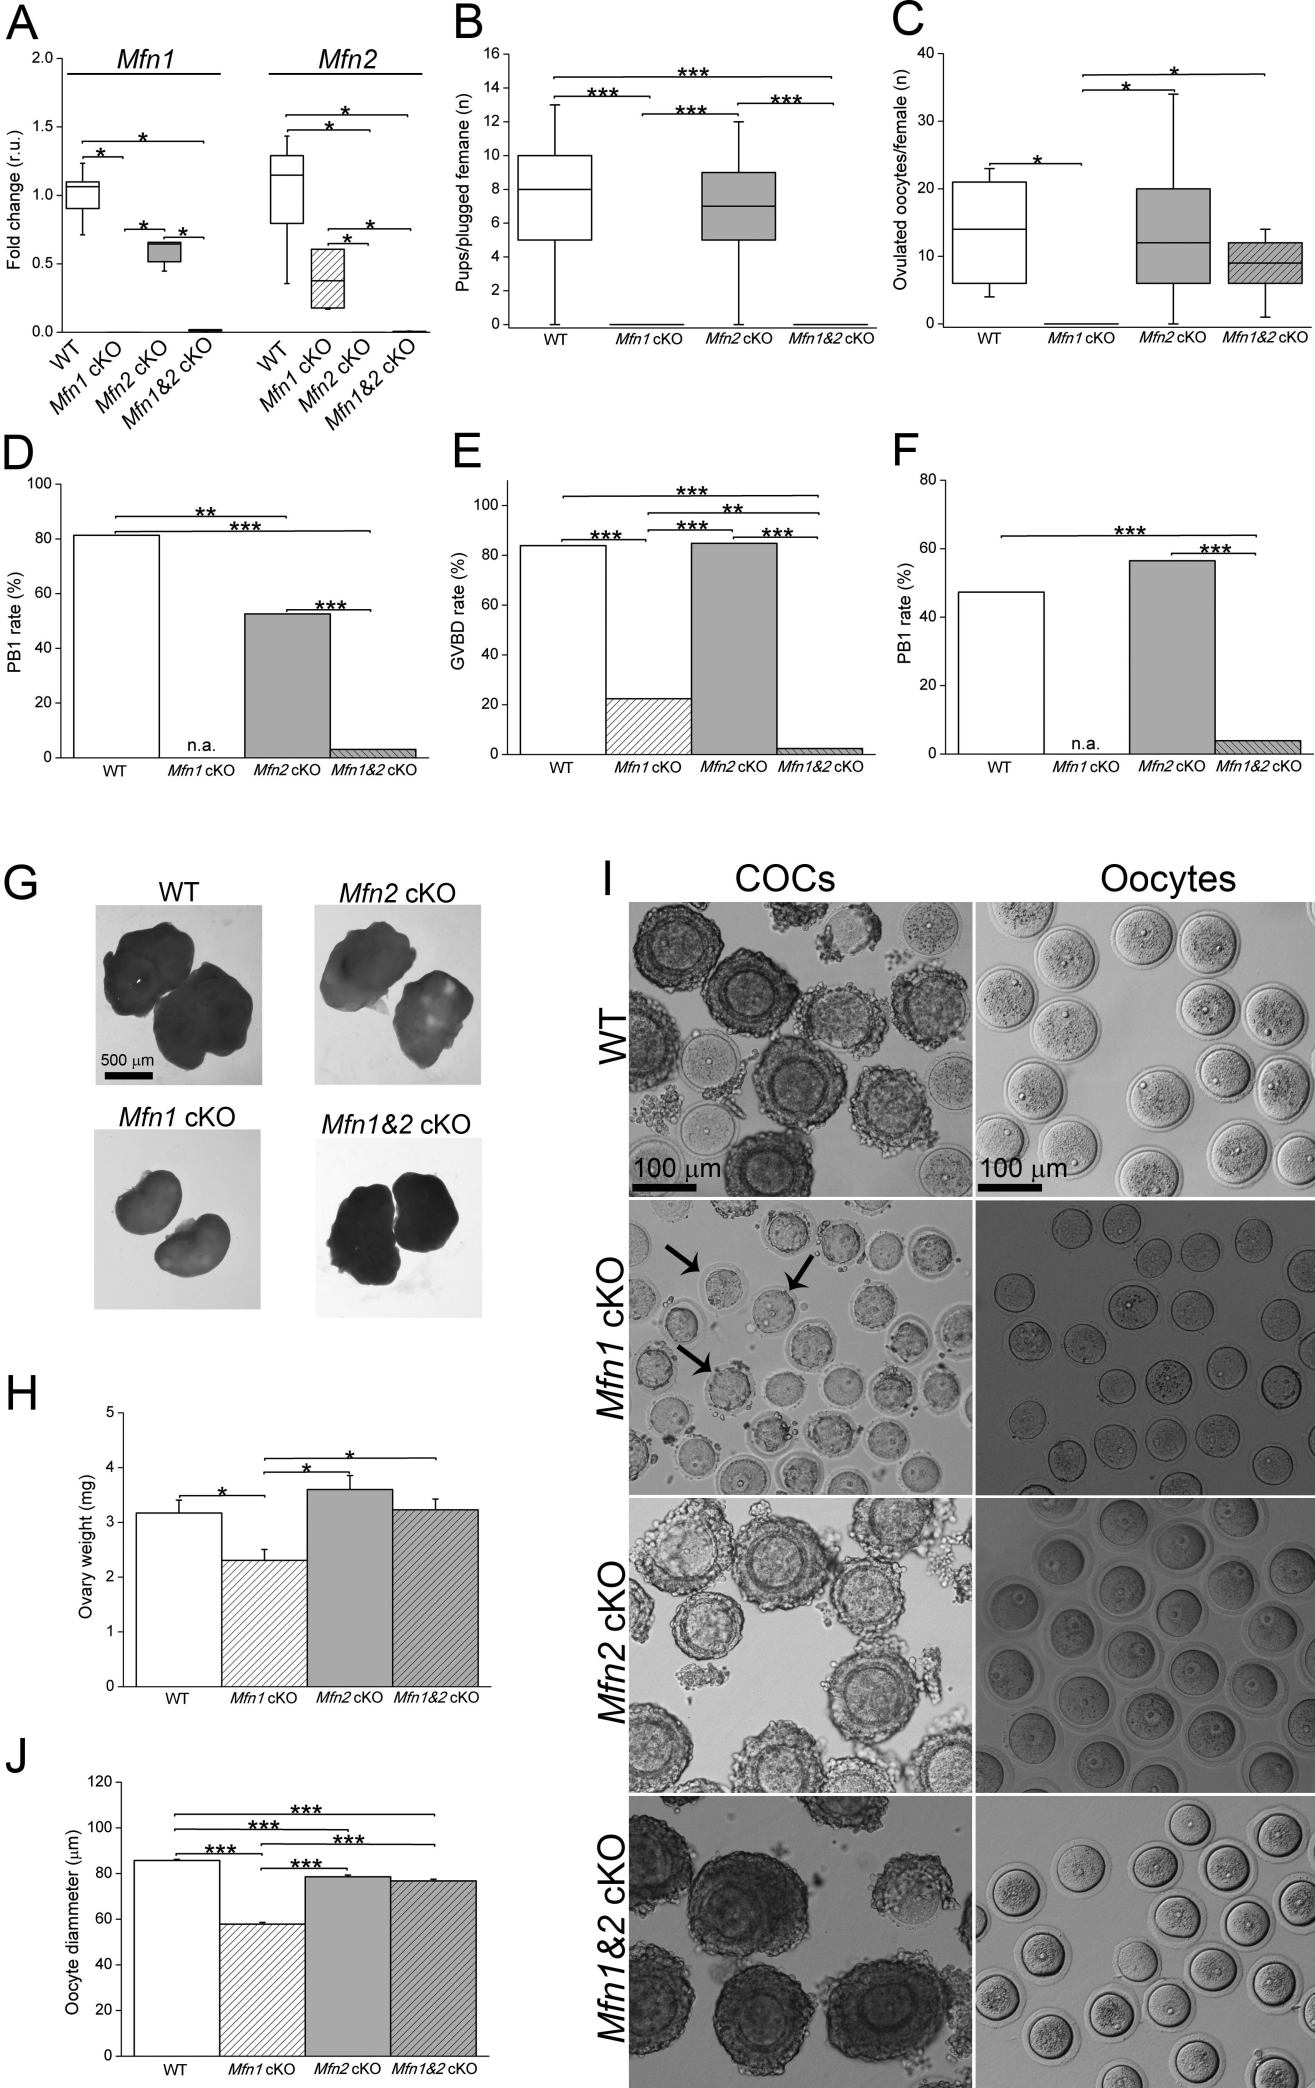 A
Mfn1
Mfn2
Fold change (r.u.)
2.0
1.5
1.0
0.5
0.0
*
*
*
*
*
*
*
*
WT
Mfn1 cKO
Mfn2 cKO
Mfn1&2 cKO
WT
Mfn1 cKO
Mfn2 cKO
Mfn1&2 cKO
B
Pups/plugged femane (n)
16
14
12
10
8
6
4
2
0
***
***
***
***
WT
Mfn1 cKO
Mfn2 cKO
Mfn1&2 cKO
C
Ovulated oocytes/female (n)
40
30
20
10
0
*
*
*
WT
Mfn1 cKO
Mfn2 cKO
Mfn1&2 cKO
D
PB1 rate (%)
100
80
60
40
20
0
**
***
***
n.a.
WT
Mfn1 cKO
Mfn2 cKO
Mfn1&2 cKO
E
GVBD rate (%)
100
80
60
40
20
0
***
**
***
***
***
WT
Mfn1 cKO
Mfn2 cKO
Mfn1&2 cKO
F
PB1 rate (%)
80
60
40
20
0
***
***
n.a.
WT
Mfn1 cKO
Mfn2 cKO
Mfn1&2 cKO
G
WT
Mfn2 cKO
500 μm
Mfn1 cKO
Mfn1&2 cKO
H
Ovary weight (mg)
5
4
3
2
1
0
*
*
*
WT
Mfn1 cKO
Mfn2 cKO
Mfn1&2 cKO
I
COCs
Oocytes
WT
100 μm
100 μm
Mfn1 cKO
Mfn2 cKO
Mfn1&2 cKO
J
Oocyte diammeter (μm)
120
100
80
60
40
20
0
***
***
***
***
***
WT
Mfn1 cKO
Mfn2 cKO
Mfn1&2 cKO